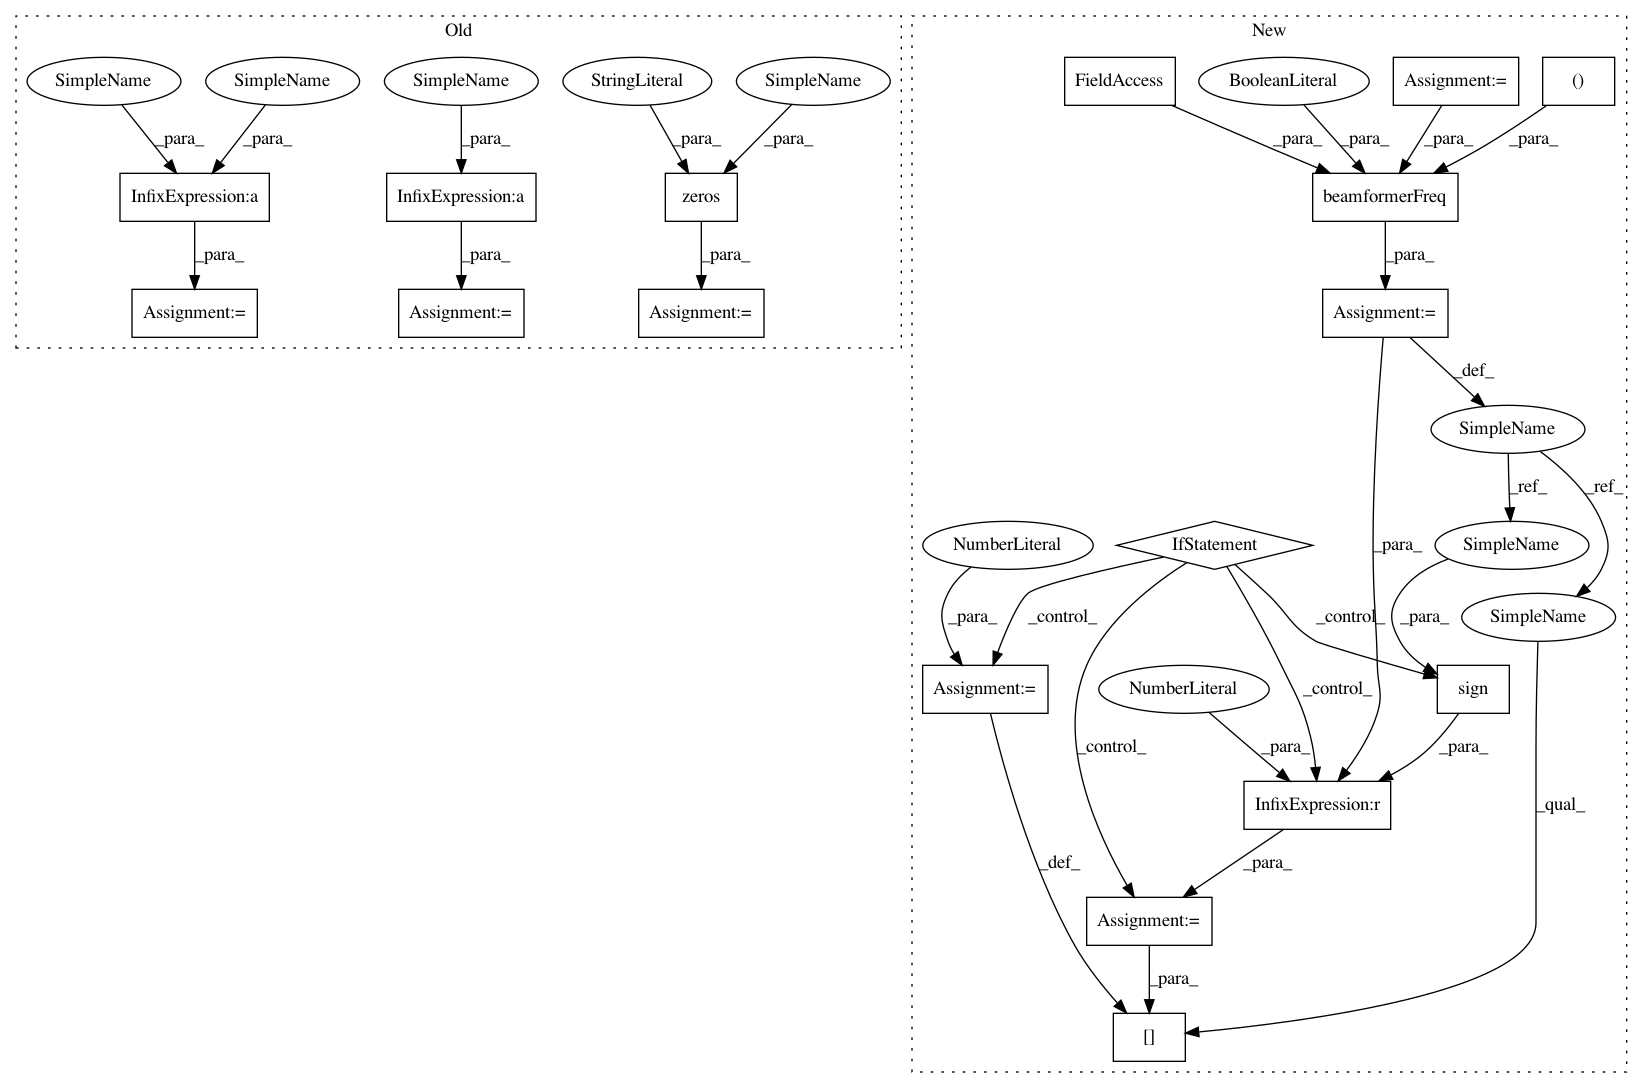 Old
New
SimpleName
SimpleName
SimpleName
StringLiteral
SimpleName
FieldAccess
BooleanLiteral
Assignment:=
()
_para_
_para_
_para_
_para_
_para_
_para_
_para_
_para_
_para_
InfixExpression:a
InfixExpression:a
zeros
beamformerFreq
_para_
_para_
_para_
_para_
Assignment:=
Assignment:=
Assignment:=
Assignment:=
_def_
SimpleName
_ref_
_ref_
NumberLiteral
IfStatement
_para_
SimpleName
_para_
_control_
_control_
_para_
SimpleName
Assignment:=
NumberLiteral
_control_
sign
_control_
_para_
_para_
InfixExpression:r
_qual_
_def_
_para_
Assignment:=
_para_
[]